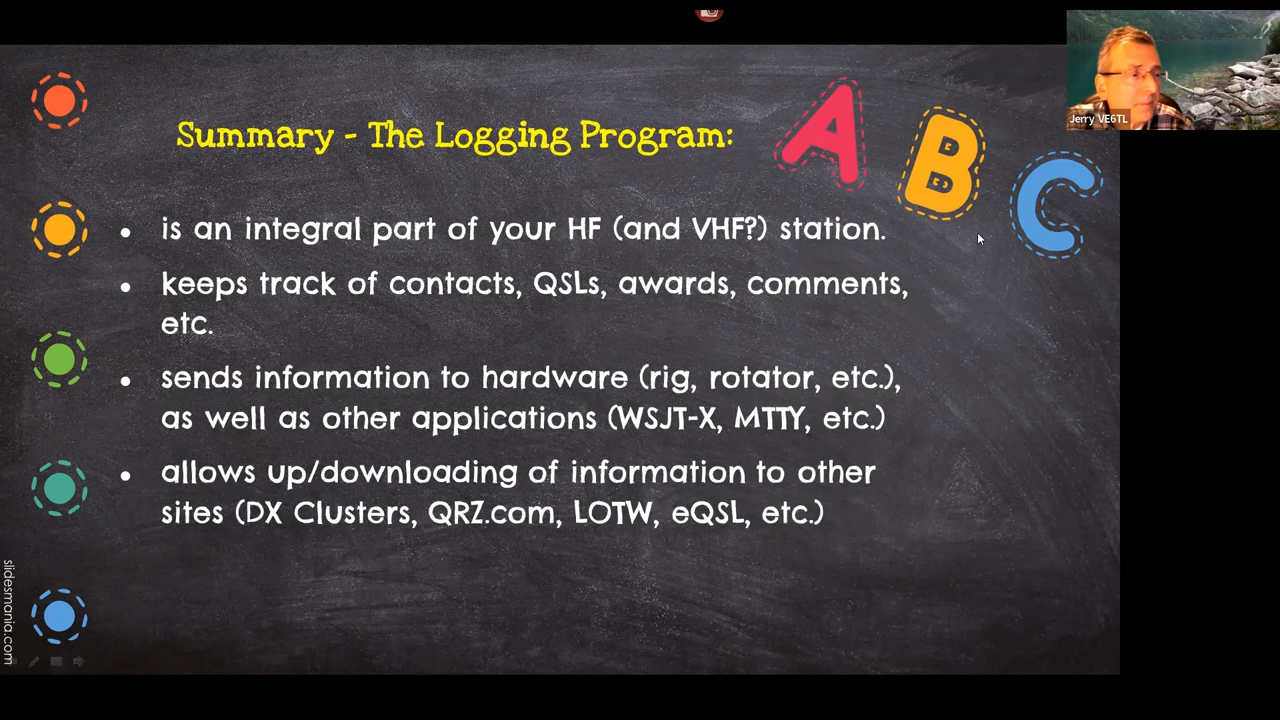 Jerry VE6TL
Summary - The Logging Program:
A B C
• is an integral part of your HF (and VHF?) station.
• keeps track of contacts, QSLs, awards, comments,
etc.
• sends information to hardware (rig, rotator, etc.),
as well as other applications (WSJT-X, MTTY, etc.)
• allows up/downloading of information to other
sites (DX Clusters, QRZ.com, LOTW, eQSL, etc.)
slidesmania.com